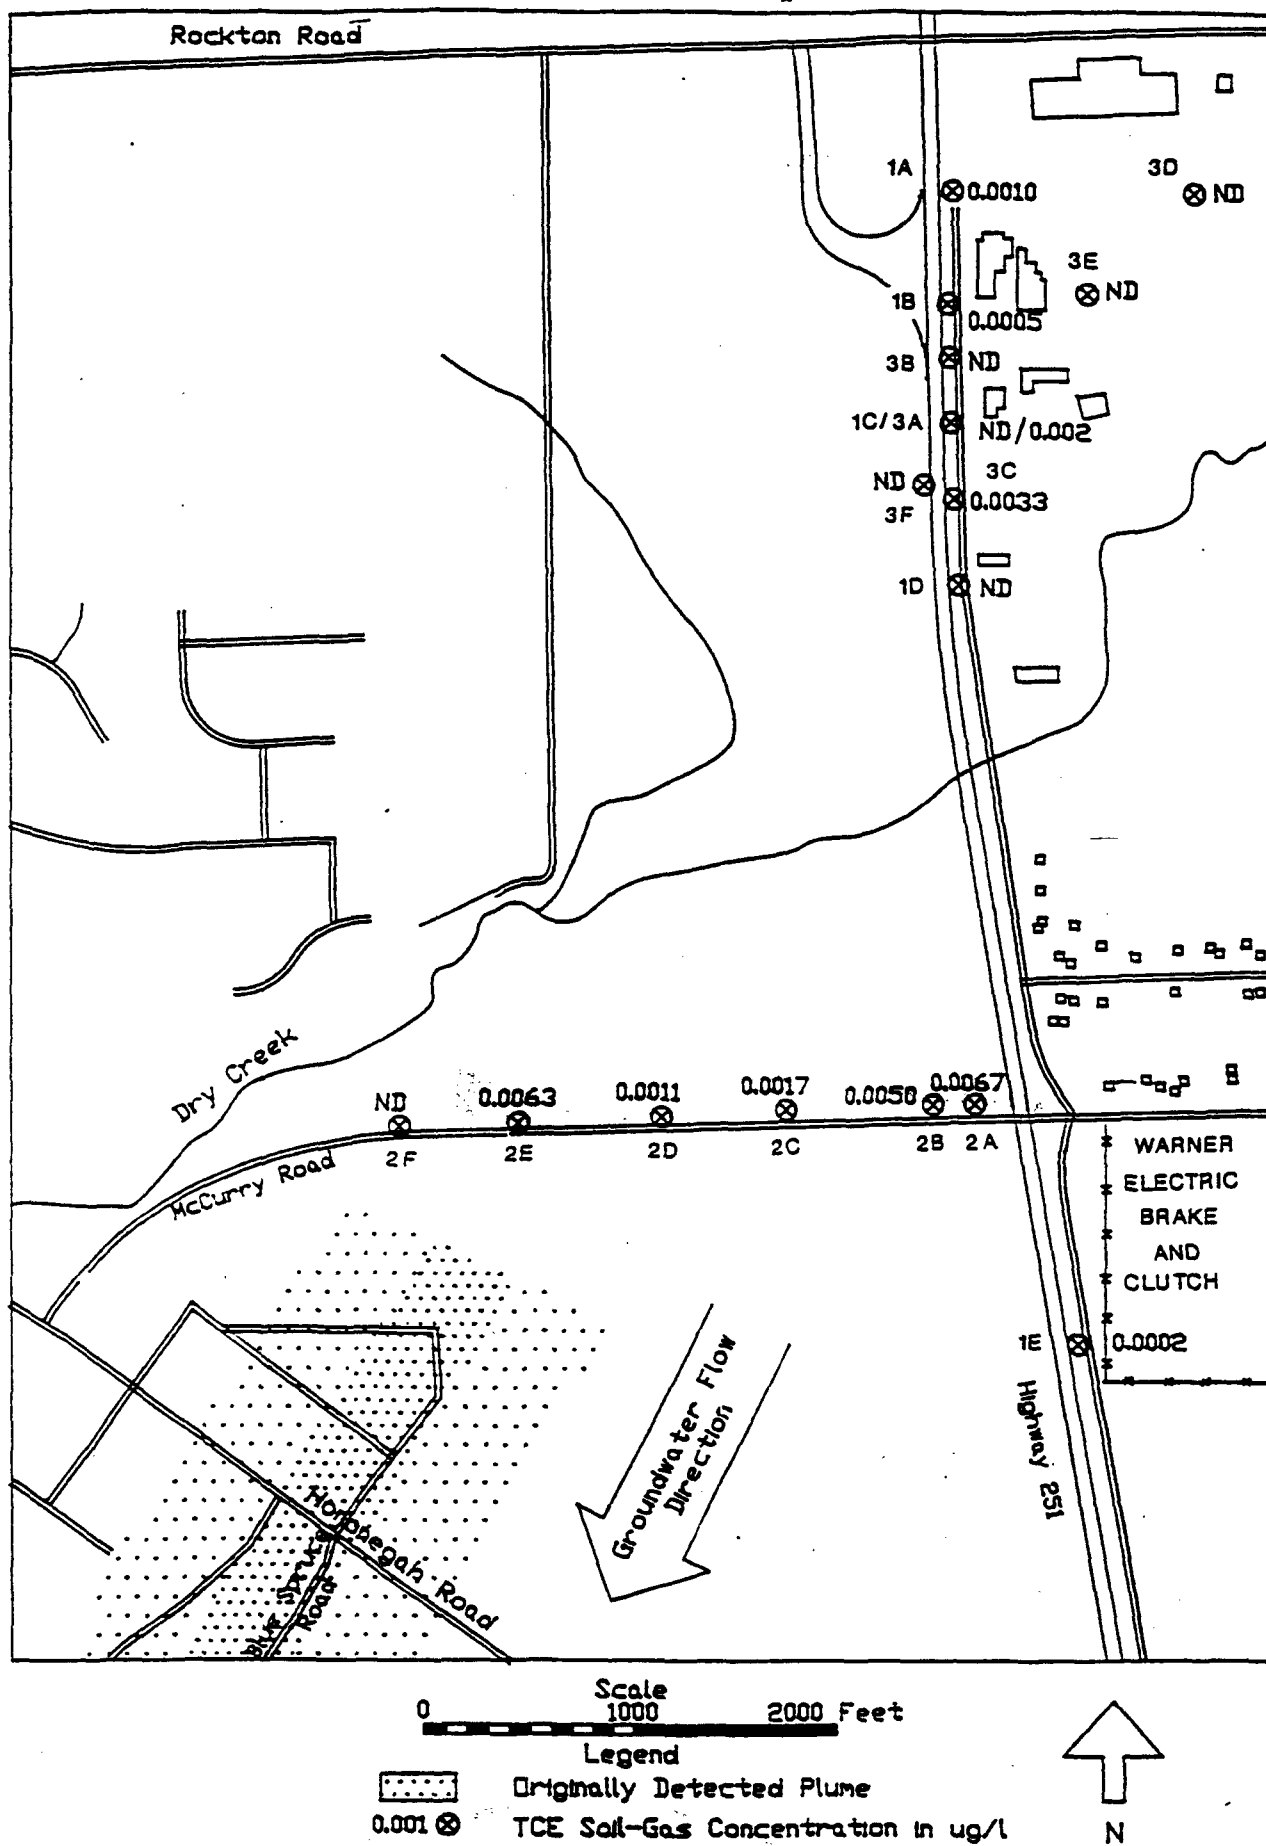 Rockton Road
1A
0.0010
3D
ND
3E
ND
1B
0.0005
3B
ND
1C/3A
ND/0.002
3C
ND
0.0033
3F
1D
ND
Dry Creek
ND
0.0063
0.0011
0.0017
0.0058
0.0067
2F
2E
2D
2C
2B
2A
McCurry Road
WARNER
ELECTRIC
BRAKE
AND
CLUTCH
1E
0.0002
Highway 251
Groundwater Flow
Direction
Hononegah Road
Blue Spruce
Road
Scale
0 1000 2000 Feet
Legend
Originally Detected Plume
0.001 TCE Soil-Gas Concentration in ug/l
N